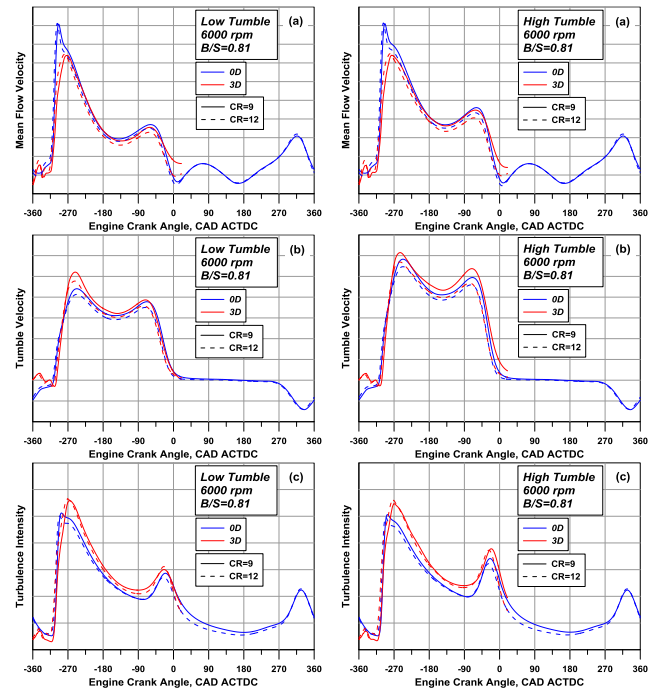 Low Tumble
6000 rpm
B/S=0.81
(a)
0D
3D
CR=9
CR=12
Mean Flow Velocity
-360 -270 -180 -90 0 90 180 270 360
Engine Crank Angle, CAD ACTDC
High Tumble
6000 rpm
B/S=0.81
(a)
0D
3D
CR=9
CR=12
Mean Flow Velocity
-360 -270 -180 -90 0 90 180 270 360
Engine Crank Angle, CAD ACTDC
Low Tumble
6000 rpm
B/S=0.81
(b)
0D
3D
CR=9
CR=12
Tumble Velocity
-360 -270 -180 -90 0 90 180 270 360
Engine Crank Angle, CAD ACTDC
High Tumble
6000 rpm
B/S=0.81
(b)
0D
3D
CR=9
CR=12
Tumble Velocity
-360 -270 -180 -90 0 90 180 270 360
Engine Crank Angle, CAD ACTDC
Low Tumble
6000 rpm
B/S=0.81
(c)
0D
3D
CR=9
CR=12
Turbulence Intensity
-360 -270 -180 -90 0 90 180 270 360
Engine Crank Angle, CAD ACTDC
High Tumble
6000 rpm
B/S=0.81
(c)
0D
3D
CR=9
CR=12
Turbulence Intensity
-360 -270 -180 -90 0 90 180 270 360
Engine Crank Angle, CAD ACTDC